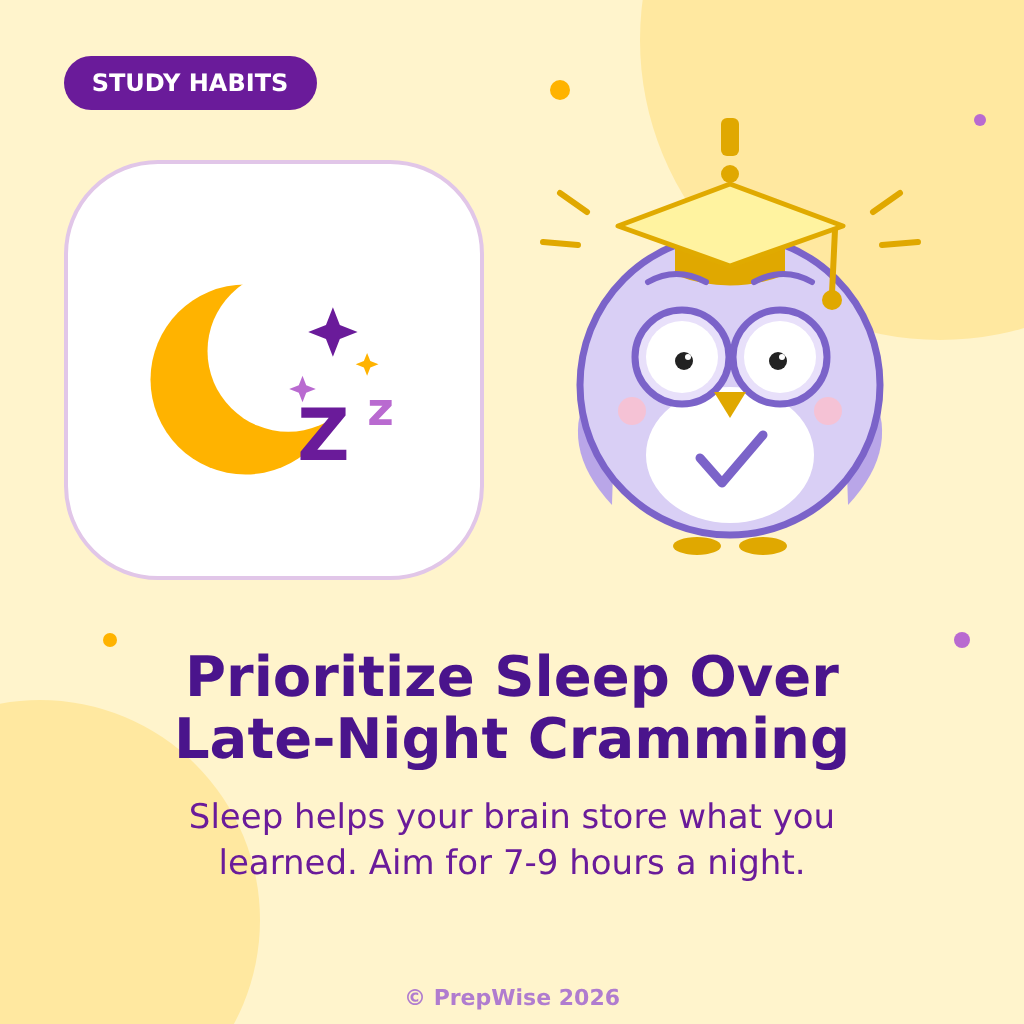 STUDY HABITS
Z
z
Prioritize Sleep Over
Late-Night Cramming
Sleep helps your brain store what you
learned. Aim for 7-9 hours a night.
© PrepWise 2026